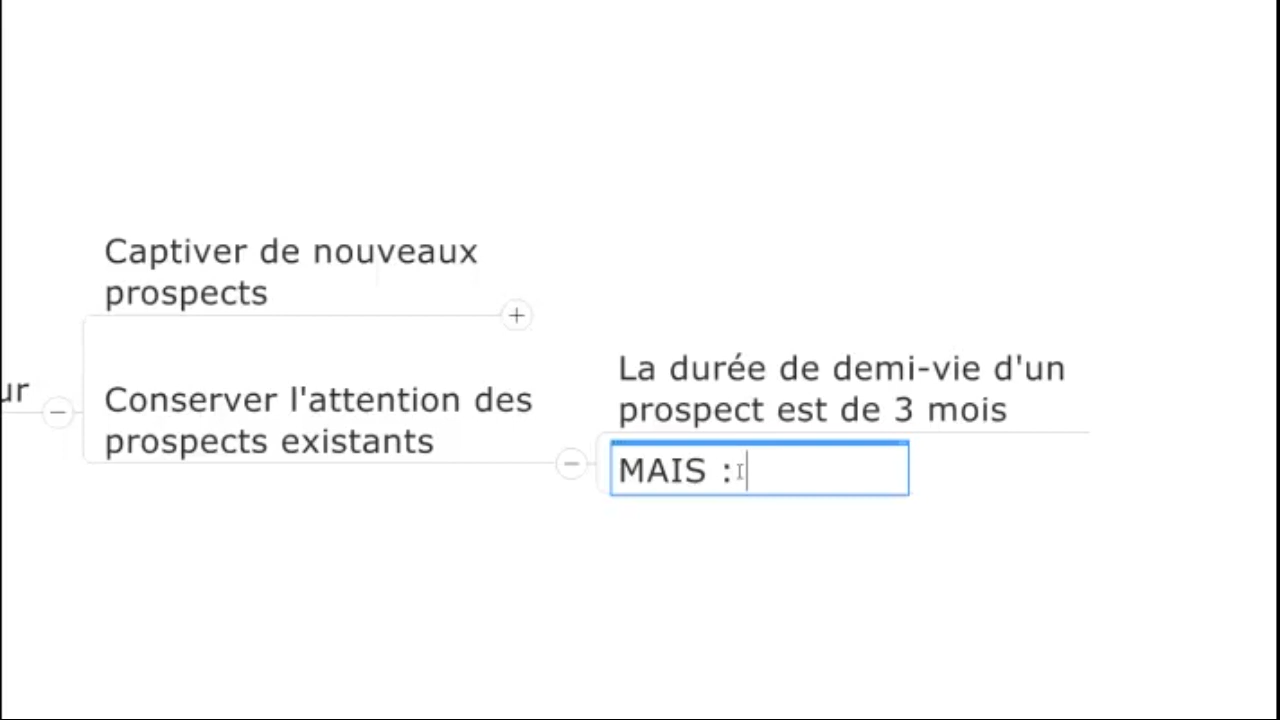 Captiver de nouveaux
prospects
ur
Conserver l'attention des
prospects existants
La durée de demi-vie d'un
prospect est de 3 mois
MAIS :